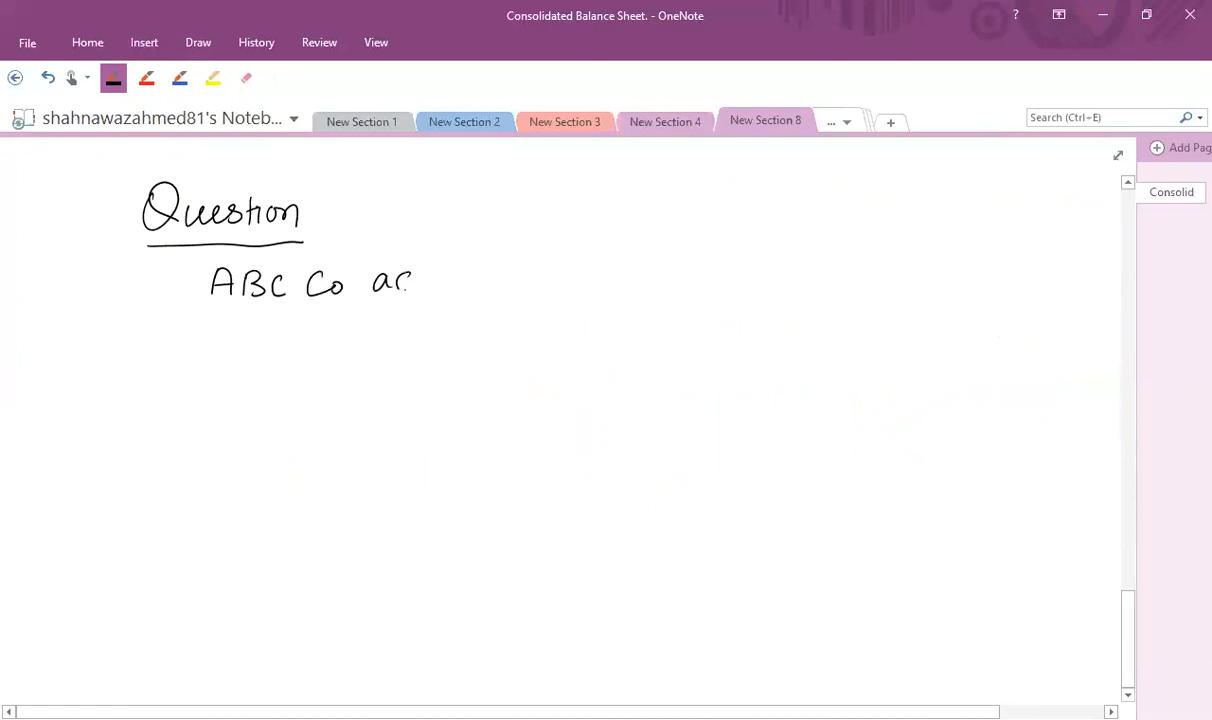 Consolidated Balance Sheet. - OneNote
?
File Home Insert Draw History Review View
shahnawazahmed81's Noteb... New Section 1 New Section 2 New Section 3 New Section 4 New Section 8 ... + Search (Ctrl+E)
Add Pag
Consolid
Question
ABC Co ac